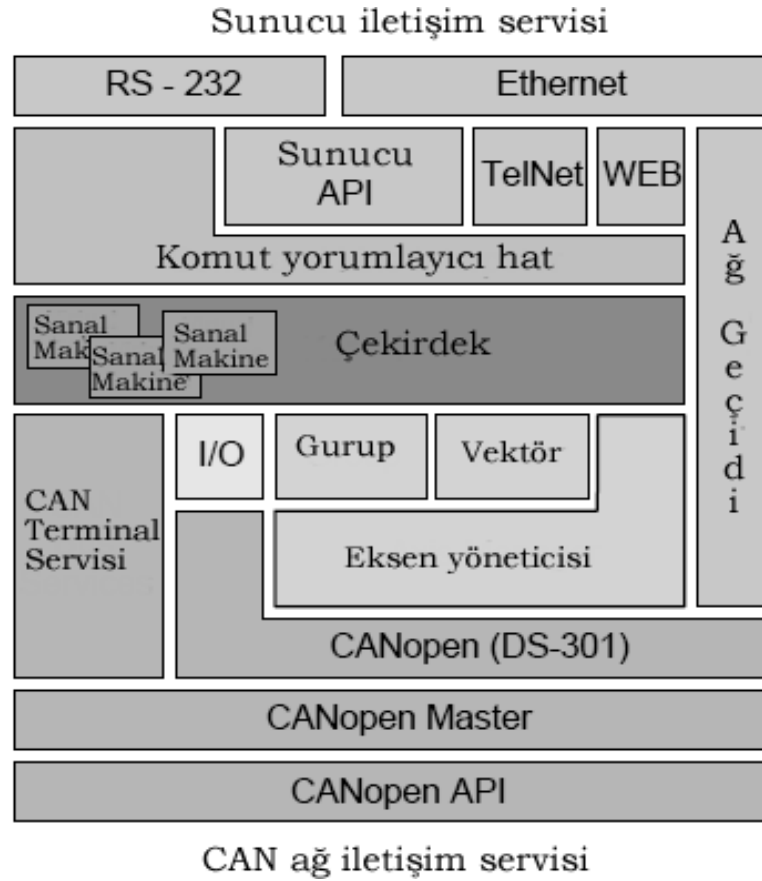 Sunucu iletişim servisi
RS - 232
Ethernet
Sunucu
API
TelNet
WEB
Komut yorumlayıcı hat
Ağ Geçidi
Sanal
Mak
Sanal
Makine
Sanal
Makine
Çekirdek
CAN
Terminal
Servisi
I/O
Gurup
Vektör
Eksen yöneticisi
CANopen (DS-301)
CANopen Master
CANopen API
CAN ağ iletişim servisi